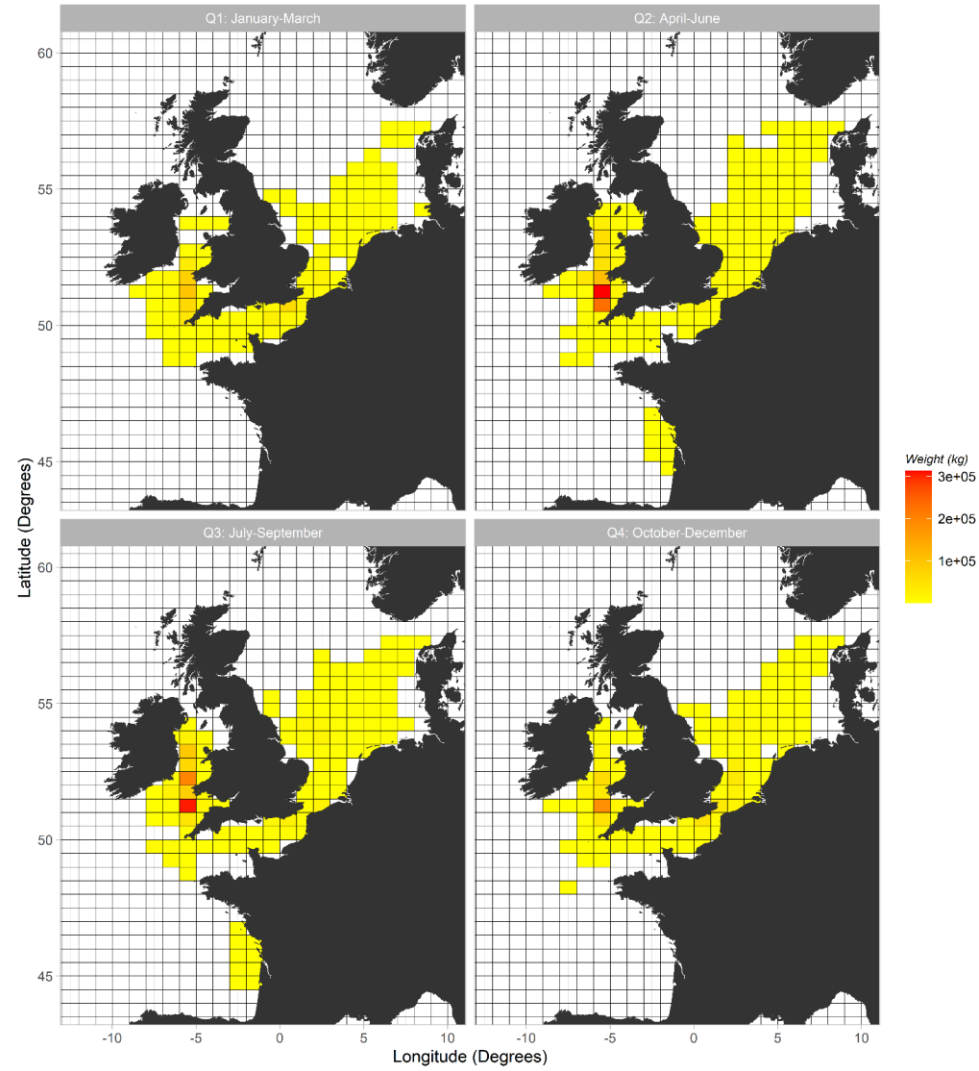 Q1: January-March
Q2: April-June
60
55
50
45
Latitude (Degrees)
Weight (kg)
3e+05
2e+05
1e+05
Q3: July-September
Q4: October-December
60
55
50
45
-10 -5 0 5 10
-10 -5 0 5 10
Longitude (Degrees)